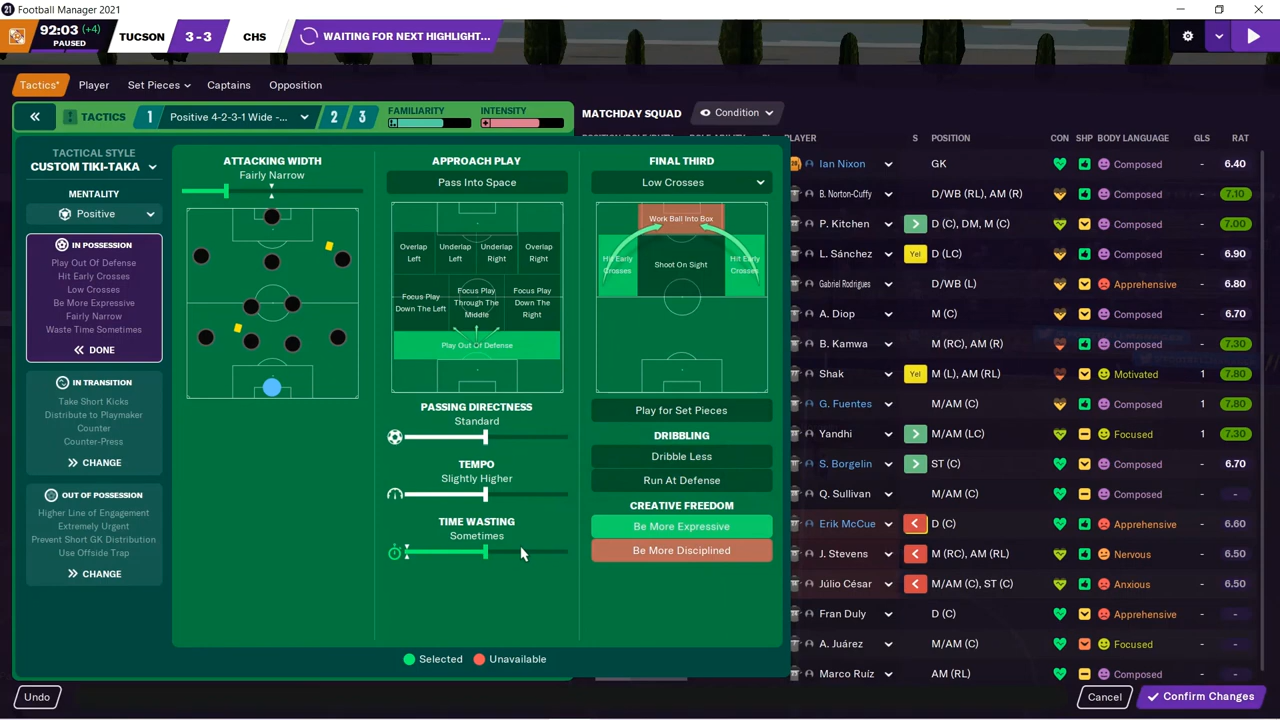 21 Football Manager 2021
92:03 (+4)
PAUSED
TUCSON
3 - 3
CHS
WAITING FOR NEXT HIGHLIGHT...
Tactics*
Player
Set Pieces
Captains
Opposition
TACTICS
1
Positive 4-2-3-1 Wide -...
2
3
FAMILIARITY
INTENSITY
TACTICAL STYLE
CUSTOM TIKI-TAKA
MENTALITY
Positive
IN POSSESSION
Play Out Of Defense
Hit Early Crosses
Low Crosses
Be More Expressive
Fairly Narrow
Waste Time Sometimes
DONE
IN TRANSITION
Take Short Kicks
Distribute to Playmaker
Counter
Counter-Press
CHANGE
OUT OF POSSESSION
Higher Line of Engagement
Extremely Urgent
Prevent Short GK Distribution
Use Offside Trap
CHANGE
ATTACKING WIDTH
Fairly Narrow
APPROACH PLAY
Pass Into Space
Overlap Left
Underlap Left
Underlap Right
Overlap Right
Focus Play Down The Left
Focus Play Through The Middle
Focus Play Down The Right
Play Out Of Defense
PASSING DIRECTNESS
Standard
TEMPO
Slightly Higher
TIME WASTING
Sometimes
FINAL THIRD
Low Crosses
Work Ball Into Box
Hit Early Crosses
Shoot On Sight
Hit Early Crosses
Play for Set Pieces
DRIBBLING
Dribble Less
Run At Defense
CREATIVE FREEDOM
Be More Expressive
Be More Disciplined
Selected
Unavailable
MATCHDAY SQUAD
Condition
PLAYER S POSITION CON SHP BODY LANGUAGE GLS RAT
Ian Nixon GK Composed - 6.40
B. Norton-Cuffy D/WB (RL), AM (R) Composed - 7.10
P. Kitchen D (C), DM, M (C) Composed - 7.00
L. Sánchez Yel D (LC) Composed - 6.90
Gabriel Rodrigues D/WB (L) Apprehensive - 6.80
A. Diop M (C) Composed - 6.70
B. Kamwa M (RC), AM (R) Composed - 7.30
Shak Yel M (L), AM (RL) Motivated 1 7.80
G. Fuentes M/AM (C) Composed 1 7.80
Yandhi M/AM (LC) Focused 1 7.30
S. Borgelin ST (C) Composed - 6.70
Q. Sullivan M/AM (C) Composed - -
Erik McCue D (C) Apprehensive - 6.60
J. Stevens M (RC), AM (RL) Nervous - 6.50
Júlio César M/AM (C), ST (C) Anxious - 6.50
Fran Duly D (C) Apprehensive - -
A. Juárez M/AM (C) Focused - -
Marco Ruíz AM (RL) Composed - -
Undo
Cancel
Confirm Changes